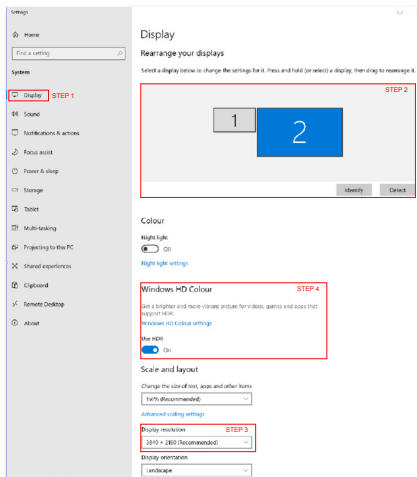 Settings
Home
Find a setting
System
Display
STEP 1
Sound
Notifications & actions
Focus assist
Power & sleep
Storage
Tablet
Multi-tasking
Projecting to this PC
Shared experiences
Clipboard
Remote Desktop
About
Display
Rearrange your displays
Select a display below to change the settings for it. Press and hold (or select) a display, then drag to rearrange it.
STEP 2
1
2
Identify
Detect
Colour
Night light
Off
Night light settings
Windows HD Colour
STEP 4
Get a brighter and more vibrant picture for videos, games and apps that
support HDR.
Windows HD Colour settings
Use HDR
On
Scale and layout
Change the size of text, apps and other items
150% (Recommended)
Advanced scaling settings
Display resolution
STEP 3
3840 × 2160 (Recommended)
Display orientation
Landscape